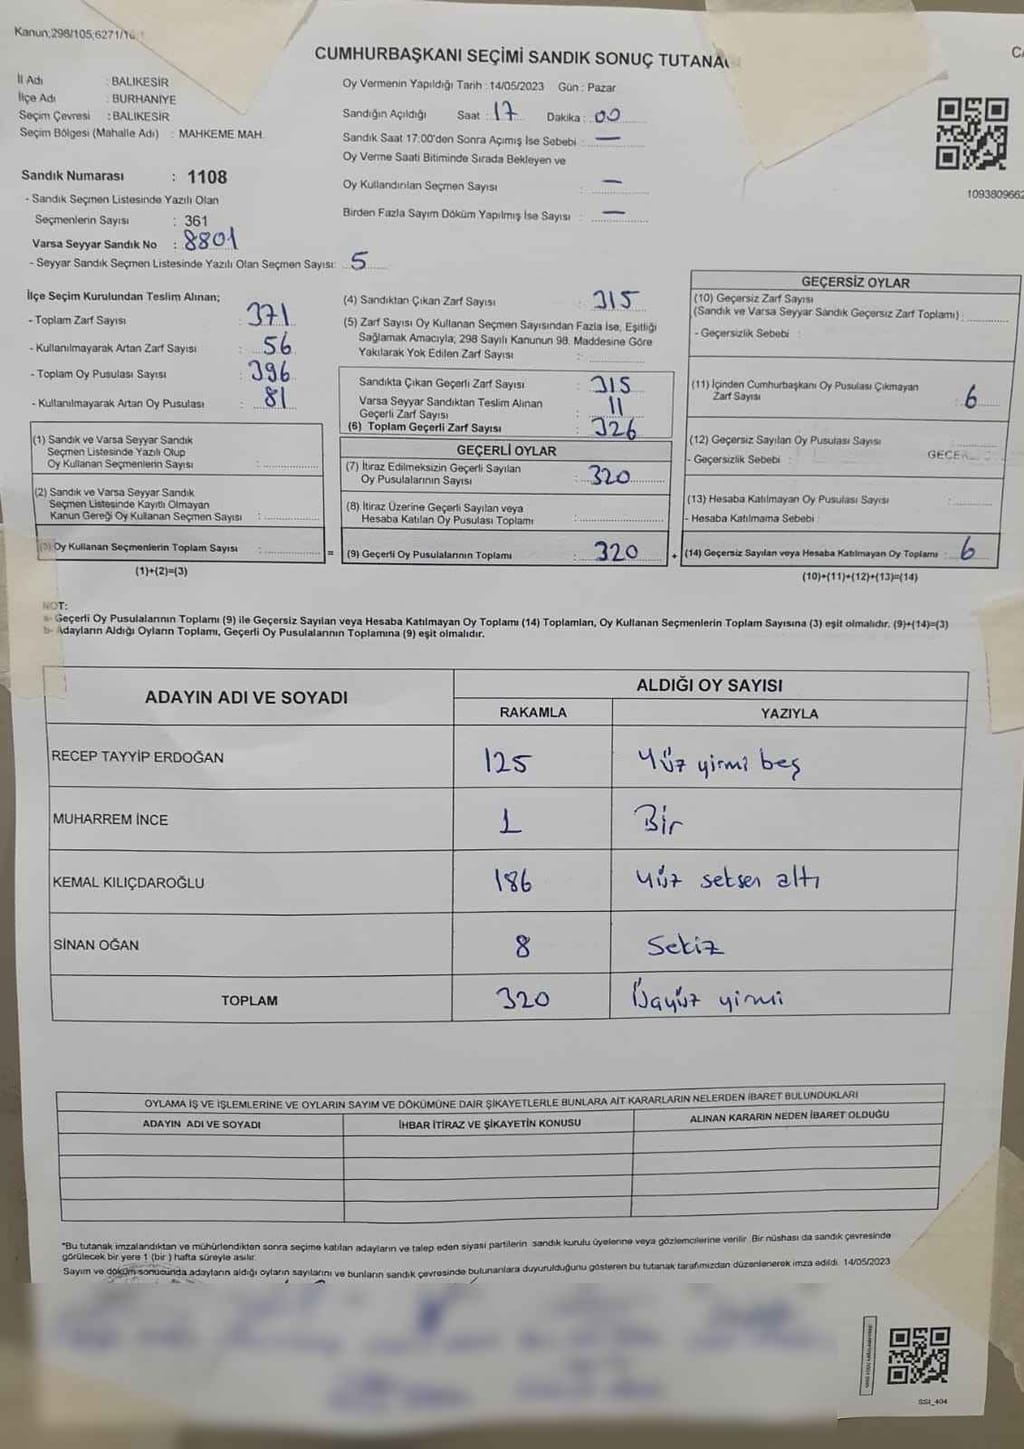 Kanun;298/105;6271/16
CUMHURBAŞKANI SEÇİMİ SANDIK SONUÇ TUTANAĞ
İl Adı : BALIKESİR
İlçe Adı : BURHANİYE
Seçim Çevresi : BALIKESİR
Seçim Bölgesi (Mahalle Adı) : MAHKEME MAH.
Oy Vermenin Yapıldığı Tarih : 14/05/2023 Gün : Pazar
Sandığın Açıldığı Saat : 17 Dakika : 00
Sandık Saat 17:00'den Sonra Açımış İse Sebebi : —
Oy Verme Saati Bitiminde Sırada Bekleyen ve
Oy Kullandırılan Seçmen Sayısı : —
Birden Fazla Sayım Döküm Yapılmış İse Sayısı : —
1093809662
Sandık Numarası : 1108
- Sandık Seçmen Listesinde Yazılı Olan
Seçmenlerin Sayısı : 361
Varsa Seyyar Sandık No : 8801
- Seyyar Sandık Seçmen Listesinde Yazılı Olan Seçmen Sayısı: 5
İlçe Seçim Kurulundan Teslim Alınan;
- Toplam Zarf Sayısı : 371
- Kullanılmayarak Artan Zarf Sayısı : 56
- Toplam Oy Pusulası Sayısı : 396
- Kullanılmayarak Artan Oy Pusulası : 81
(1) Sandık ve Varsa Seyyar Sandık
Seçmen Listesinde Yazılı Olup
Oy Kullanan Seçmenlerin Sayısı :
(2) Sandık ve Varsa Seyyar Sandık
Seçmen Listesinde Kayıtlı Olmayan
Kanun Gereği Oy Kullanan Seçmen Sayısı :
(3) Oy Kullanan Seçmenlerin Toplam Sayısı : =
(1)+(2)=(3)
(4) Sandıktan Çıkan Zarf Sayısı : 315
(5) Zarf Sayısı Oy Kullanan Seçmen Sayısından Fazla İse, Eşitliği
Sağlamak Amacıyla; 298 Sayılı Kanunun 98. Maddesine Göre
Yakılarak Yok Edilen Zarf Sayısı :
Sandıkta Çıkan Geçerli Zarf Sayısı : 315
Varsa Seyyar Sandıktan Teslim Alınan
Geçerli Zarf Sayısı : 11
(6) Toplam Geçerli Zarf Sayısı : 326
GEÇERLİ OYLAR
(7) İtiraz Edilmeksizin Geçerli Sayılan
Oy Pusulalarının Sayısı : 320
(8) İtiraz Üzerine Geçerli Sayılan veya
Hesaba Katılan Oy Pusulası Toplamı :
(9) Geçerli Oy Pusulalarının Toplamı : 320 +
GEÇERSİZ OYLAR
(10) Geçersiz Zarf Sayısı
(Sandık ve Varsa Seyyar Sandık Geçersiz Zarf Toplamı) :
- Geçersizlik Sebebi :
(11) İçinden Cumhurbaşkanı Oy Pusulası Çıkmayan
Zarf Sayısı : 6
(12) Geçersiz Sayılan Oy Pusulası Sayısı :
- Geçersizlik Sebebi :
(13) Hesaba Katılmayan Oy Pusulası Sayısı :
- Hesaba Katılmama Sebebi :
(14) Geçersiz Sayılan veya Hesaba Katılmayan Oy Toplamı : 6
(10)+(11)+(12)+(13)=(14)
NOT:
a- Geçerli Oy Pusulalarının Toplamı (9) ile Geçersiz Sayılan veya Hesaba Katılmayan Oy Toplamı (14) Toplamları, Oy Kullanan Seçmenlerin Toplam Sayısına (3) eşit olmalıdır. (9)+(14)=(3)
b- Adayların Aldığı Oyların Toplamı, Geçerli Oy Pusulalarının Toplamına (9) eşit olmalıdır.
ADAYIN ADI VE SOYADI ALDIĞI OY SAYISI
RAKAMLA YAZIYLA
RECEP TAYYİP ERDOĞAN 125 Yüz yirmi beş
MUHARREM İNCE 1 Bir
KEMAL KILIÇDAROĞLU 186 Yüz seksen altı
SİNAN OĞAN 8 Sekiz
TOPLAM 320 Üçyüz yirmi
OYLAMA İŞ VE İŞLEMLERİNE VE OYLARIN SAYIM VE DÖKÜMÜNE DAİR ŞİKAYETLERLE BUNLARA AİT KARARLARIN NELERDEN İBARET BULUNDUKLARI
ADAYIN ADI VE SOYADI İHBAR İTİRAZ VE ŞİKAYETİN KONUSU ALINAN KARARIN NEDEN İBARET OLDUĞU
*Bu tutanak imzalandıktan ve mühürlendikten sonra seçime katılan adayların ve talep eden siyasi partilerin sandık kurulu üyelerine veya gözlemcilerine verilir. Bir nüshası da sandık çevresinde
görülecek bir yere 1 (bir ) hafta süreyle asılır.
Sayım ve döküm sonucunda adayların aldığı oyların sayılarını ve bunların sandık çevresinde bulunanlara duyurulduğunu gösteren bu tutanak tarafımızdan düzenlenerek imza edildi. 14/05/2023
SSI_404